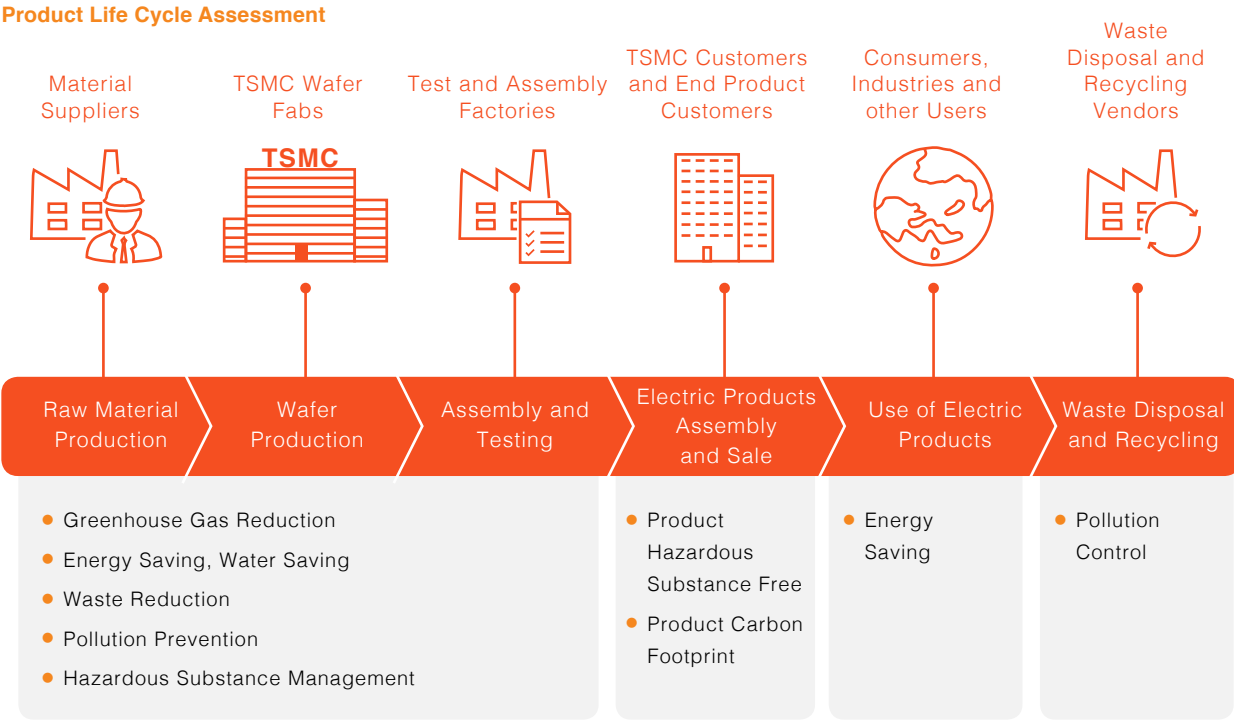 Product Life Cycle Assessment
Material
Suppliers
TSMC Wafer
Fabs
Test and Assembly
Factories
TSMC Customers
and End Product
Customers
Consumers,
Industries and
other Users
Waste
Disposal and
Recycling
Vendors
TSMC
Raw Material
Production
Wafer
Production
Assembly and
Testing
Electric Products
Assembly
and Sale
Use of Electric
Products
Waste Disposal
and Recycling
Greenhouse Gas Reduction
Energy Saving, Water Saving
Waste Reduction
Pollution Prevention
Hazardous Substance Management
Product
Hazardous
Substance Free
Product Carbon
Footprint
Energy
Saving
Pollution
Control